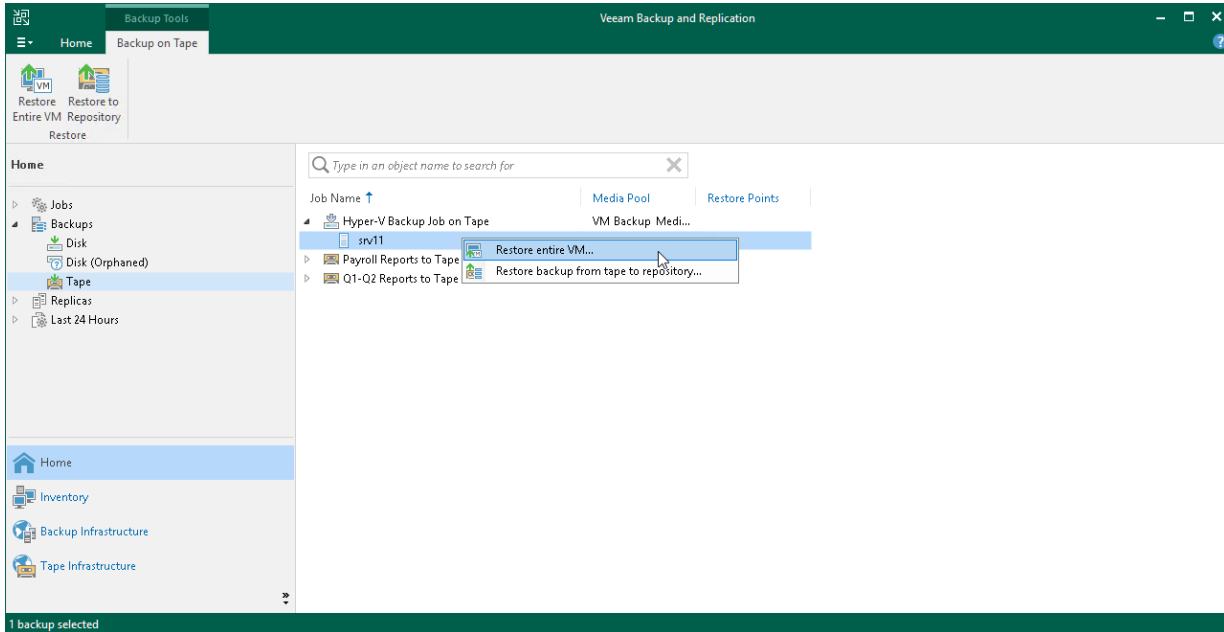 Backup Tools
Veeam Backup and Replication
Home
Backup on Tape
Restore
Entire VM
Restore to
Repository
Restore
Home
Type in an object name to search for
Jobs
Backups
Disk
Disk (Orphaned)
Tape
Replicas
Last 24 Hours
Job Name
Media Pool
Restore Points
Hyper-V Backup Job on Tape
VM Backup Medi...
srv11
Payroll Reports to Tape
Q1-Q2 Reports to Tape
Restore entire VM...
Restore backup from tape to repository...
Home
Inventory
Backup Infrastructure
Tape Infrastructure
1 backup selected